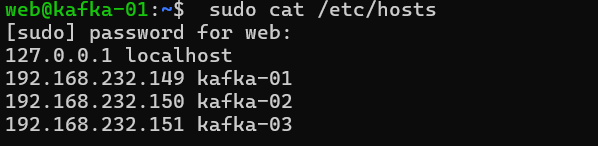 web@kafka-01:~$  sudo cat /etc/hosts
[sudo] password for web:
127.0.0.1 localhost
192.168.232.149 kafka-01
192.168.232.150 kafka-02
192.168.232.151 kafka-03